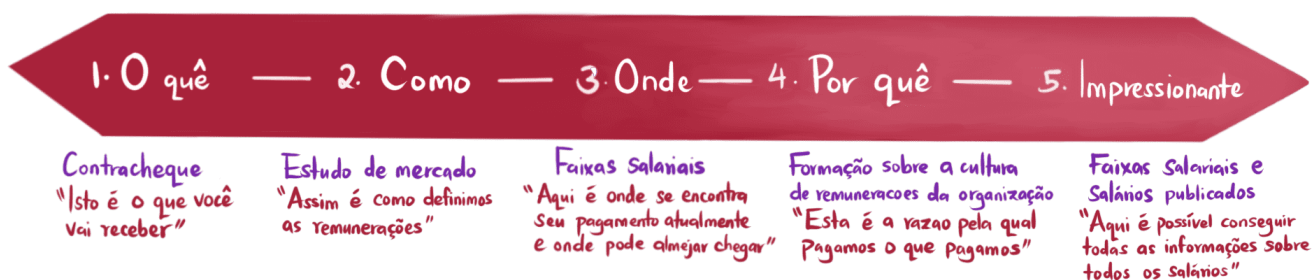 1. O quê — 2. Como — 3. Onde — 4. Por quê — 5. Impressionante
Contracheque
"Isto é o que você
vai receber"
Estudo de mercado
"Assim é como definimos
as remunerações"
Faixas Salariais
"Aqui é onde se encontra
seu pagamento atualmente
e onde pode almejar chegar"
Formação sobre a cultura
de remuneracoes da organização
"Esta é a razao pela qual
Pagamos o que pagamos"
Faixas Salariais e
Salários publicados
"Aqui é possível conseguir
todas as informações sobre
todos os salários"